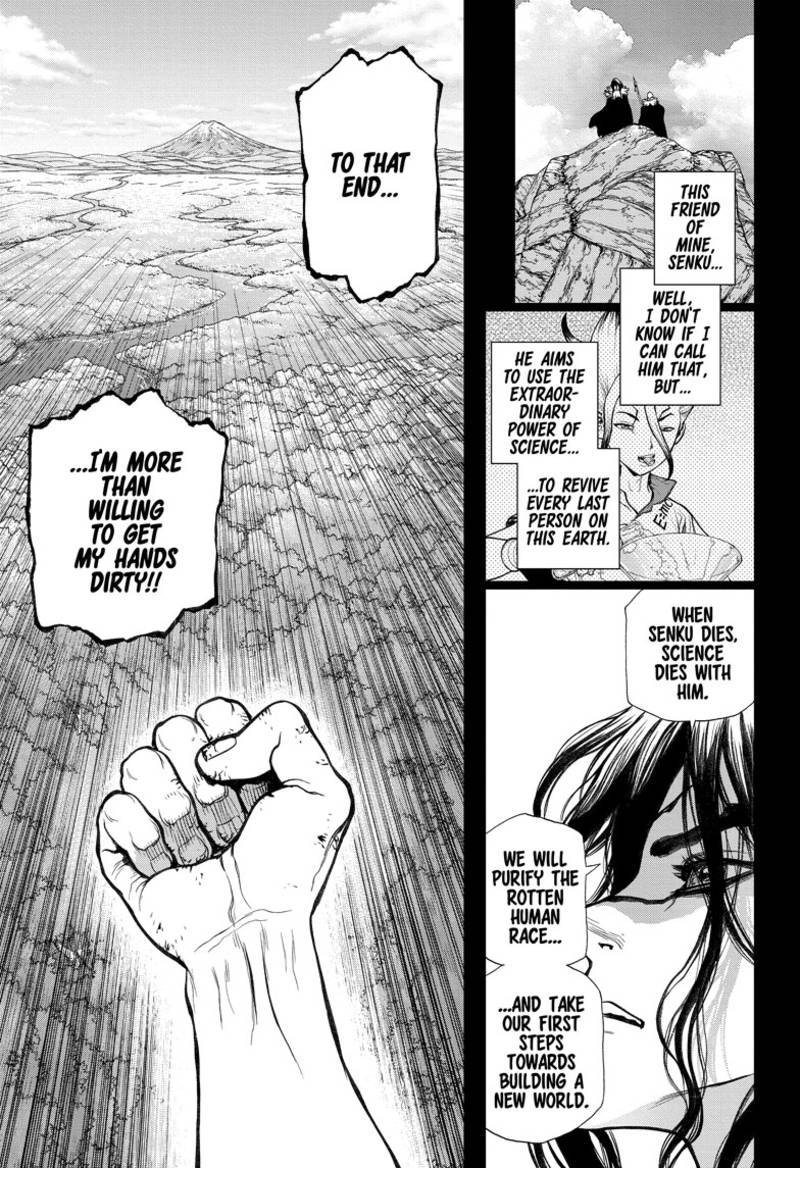 THIS
FRIEND
OF
MINE,
SENKU...
WELL,
I DON'T
KNOW IF I
CAN CALL
HIM THAT,
BUT...
HE AIMS
TO USE THE
EXTRAOR-
DINARY
POWER OF
SCIENCE...
...TO REVIVE
EVERY LAST
PERSON ON
THIS EARTH.
E=mc²
WHEN
SENKU DIES,
SCIENCE
DIES WITH
HIM.
WE WILL
PURIFY THE
ROTTEN
HUMAN
RACE...
...AND TAKE
OUR FIRST
STEPS
TOWARDS
BUILDING A
NEW WORLD.
TO THAT
END...
...I'M MORE
THAN
WILLING
TO GET
MY HANDS
DIRTY!!